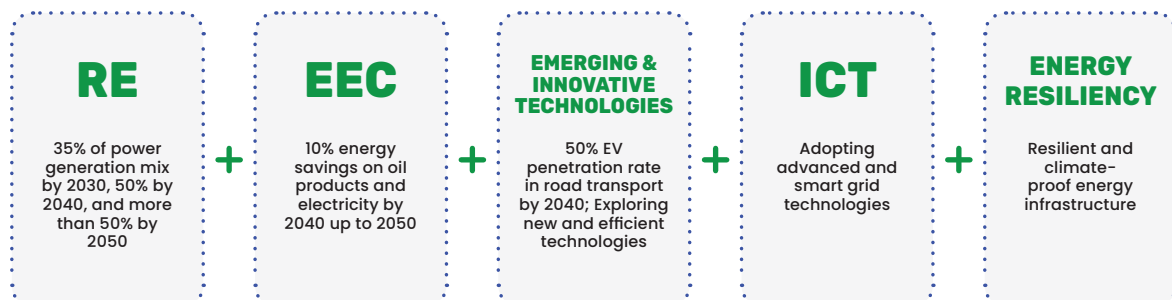 RE
35% of power
generation mix
by 2030, 50% by
2040, and more
than 50% by
2050
+
EEC
10% energy
savings on oil
products and
electricity by
2040 up to 2050
+
EMERGING &
INNOVATIVE
TECHNOLOGIES
50% EV
penetration rate
in road transport
by 2040; Exploring
new and efficient
technologies
+
ICT
Adopting
advanced and
smart grid
technologies
+
ENERGY
RESILIENCY
Resilient and
climate-
proof energy
infrastructure